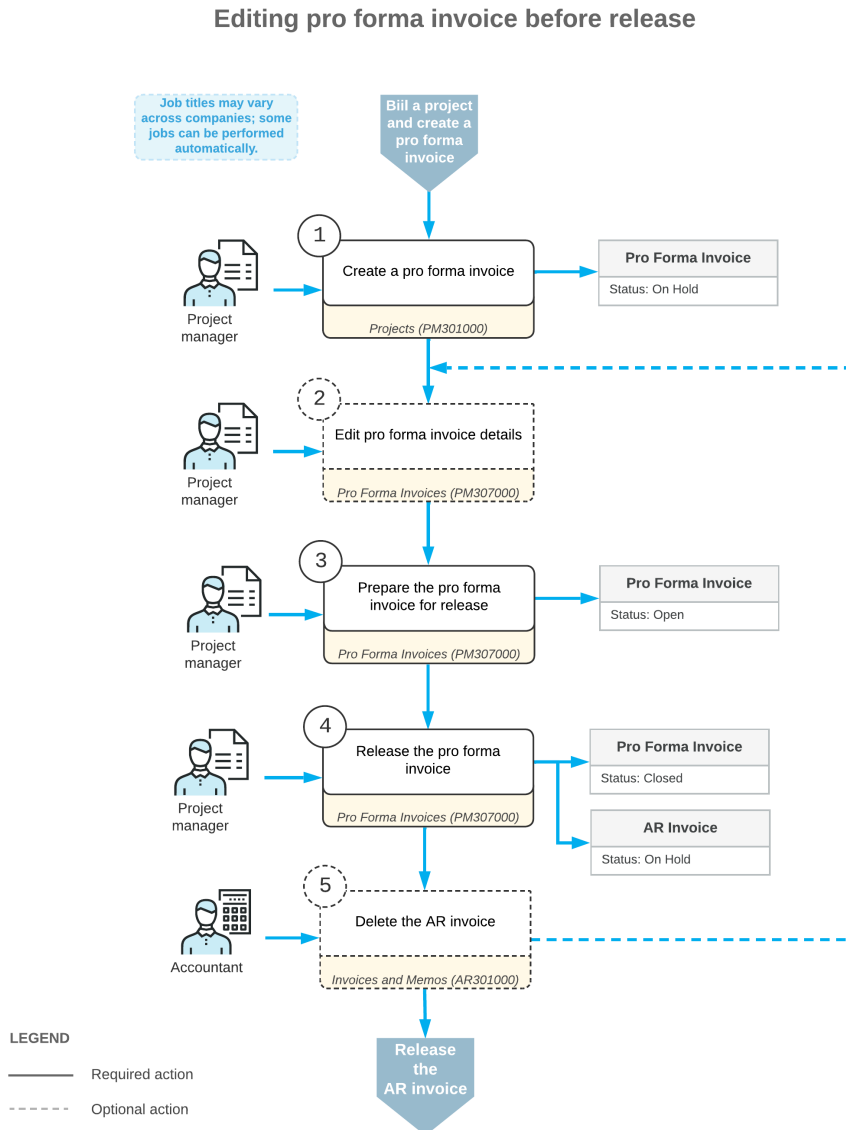 Editing pro forma invoice before release
Job titles may vary
across companies; some
jobs can be performed
automatically.
Biil a project
and create a
pro forma
invoice
1
Create a pro forma invoice
Projects (PM301000)
Project
manager
Pro Forma Invoice
Status: On Hold
2
Edit pro forma invoice details
Pro Forma Invoices (PM307000)
Project
manager
3
Prepare the pro forma
invoice for release
Pro Forma Invoices (PM307000)
Project
manager
Pro Forma Invoice
Status: Open
4
Release the pro forma
invoice
Pro Forma Invoices (PM307000)
Project
manager
Pro Forma Invoice
Status: Closed
AR Invoice
Status: On Hold
5
Delete the AR invoice
Invoices and Memos (AR301000)
Accountant
Release
the
AR invoice
LEGEND
Required action
Optional action